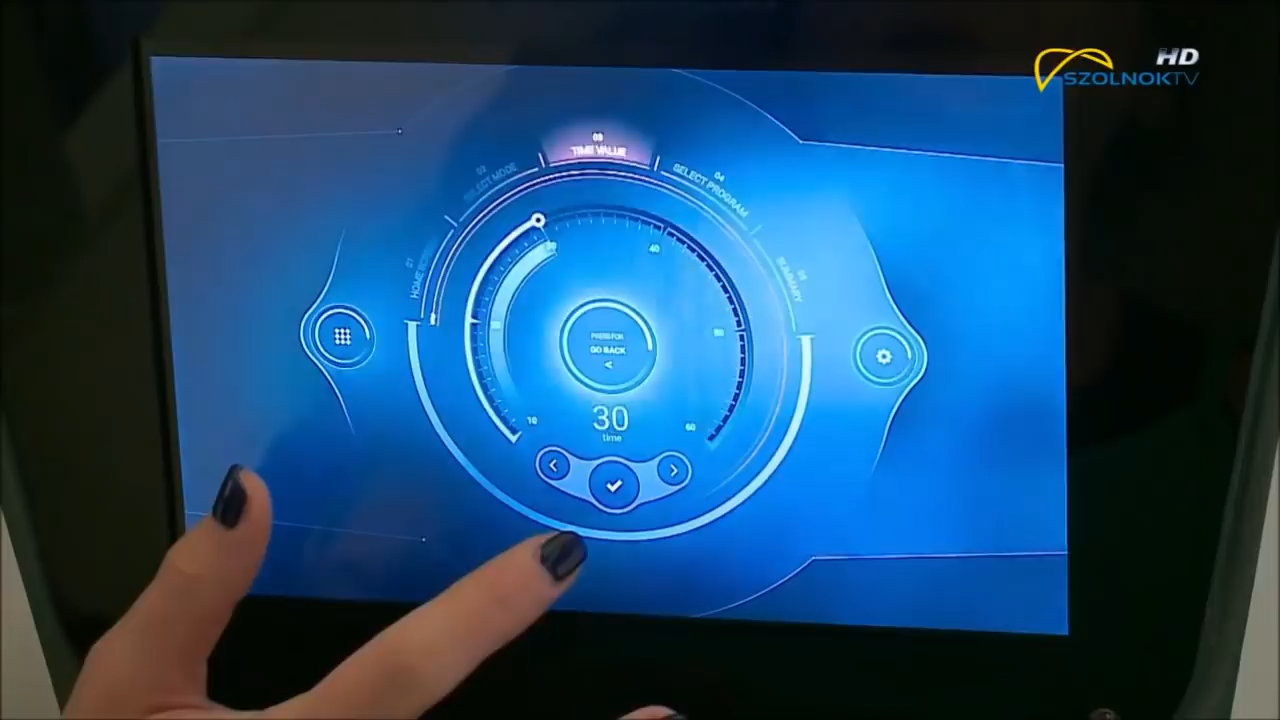 HD
SZOLNOKTV
03
TIME VALUE
02
SELECT MODE
04
SELECT PROGRAM
01
HOME
05
SUMMARY
40
50
10
60
PRESS FOR
GO BACK
30
time